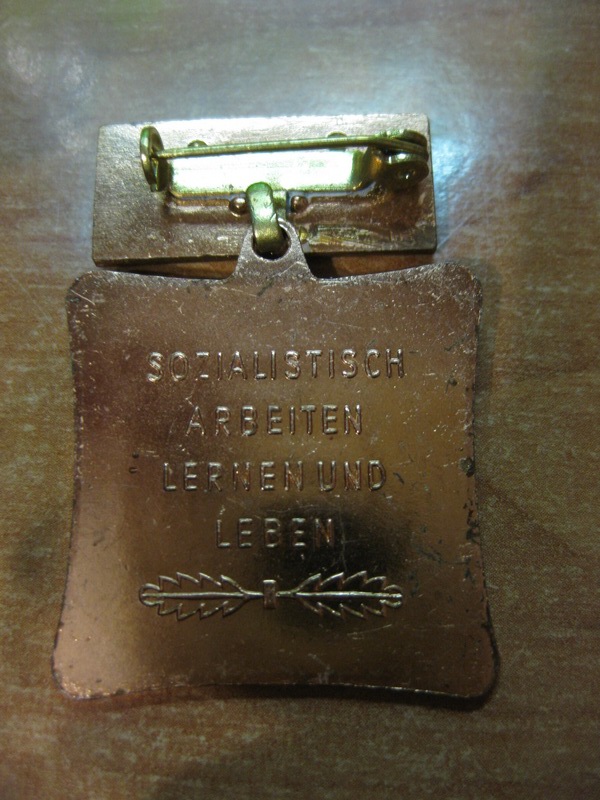 SOZIALISTISCH
ARBEITEN
LERNEN UND
LEBEN